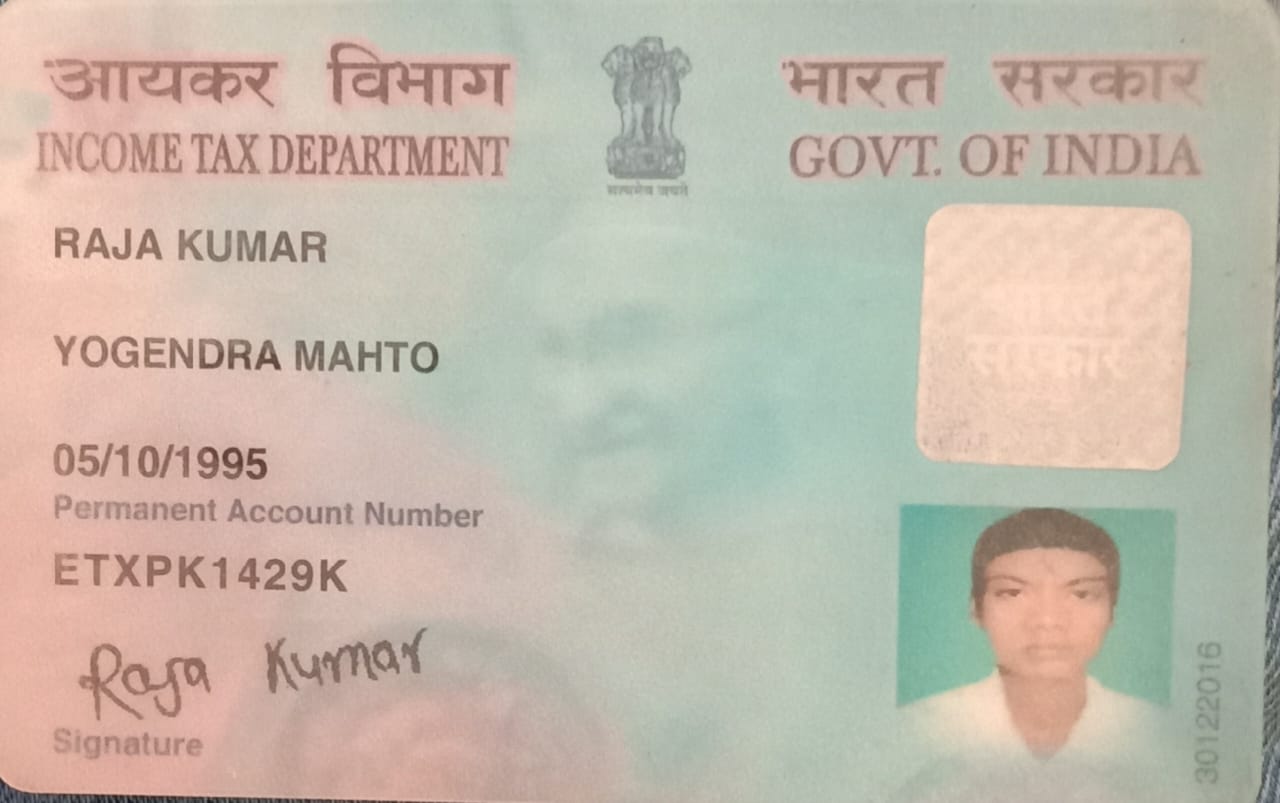 आयकर विभाग
INCOME TAX DEPARTMENT
सत्यमेव जयते
भारत सरकार
GOVT. OF INDIA
RAJA KUMAR
YOGENDRA MAHTO
05/10/1995
Permanent Account Number
ETXPK1429K
Raja Kumar
Signature
भारत
सरकार
30122016